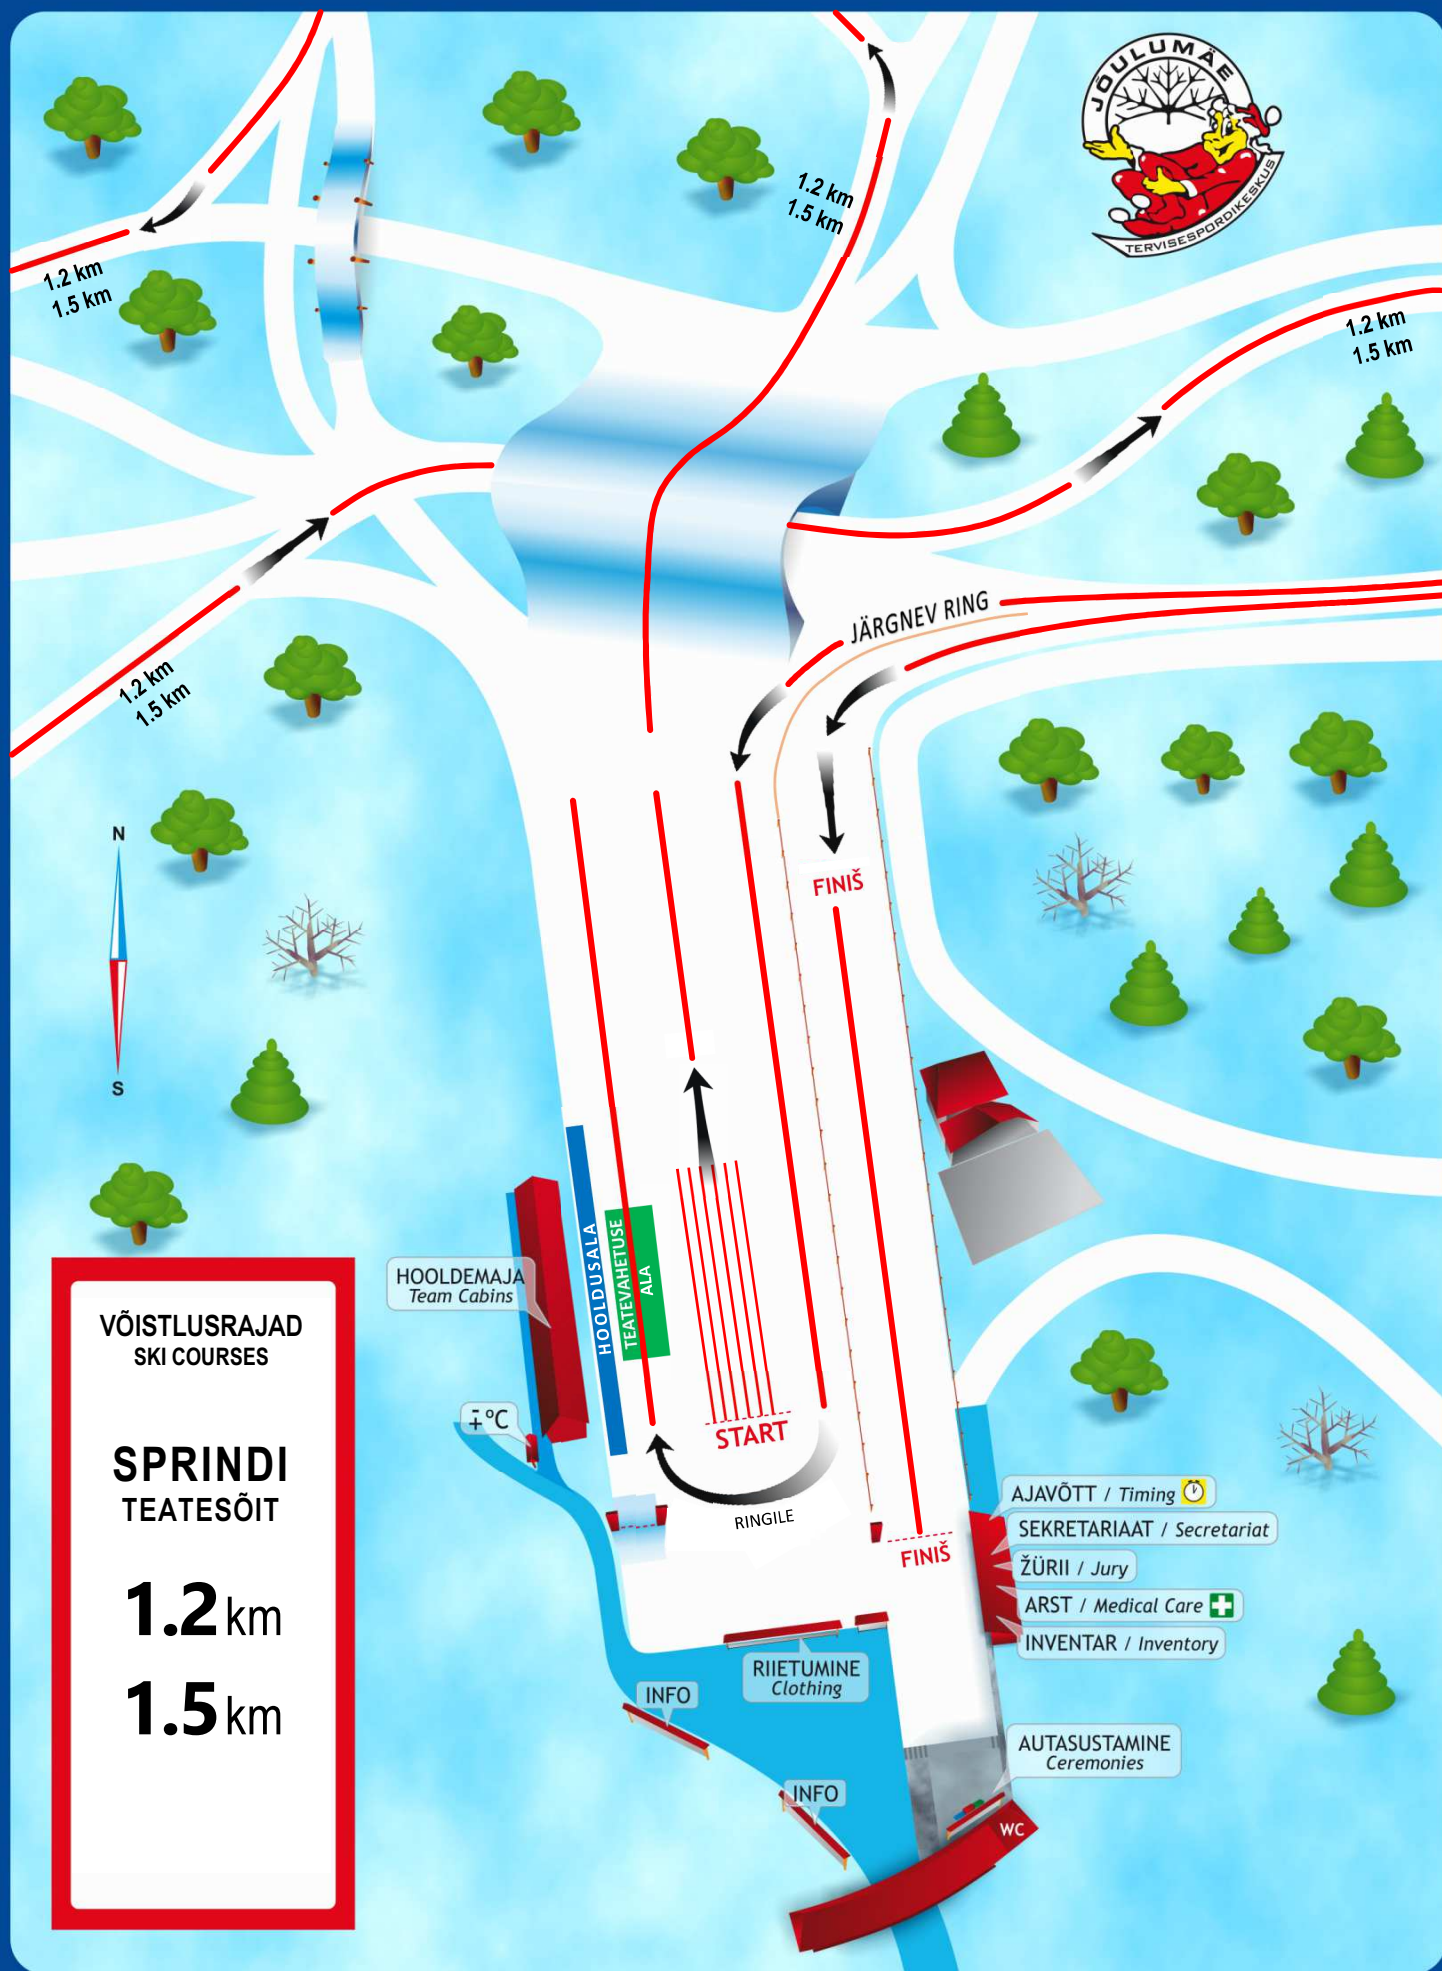 JÕULUMÄE
TERVISESPORDIKESKUS
1.2 km
1.5 km
1.2 km
1.5 km
1.2 km
1.5 km
JÄRGNEV RING
1.2 km
1.5 km
N
S
FINIŠ
HOOLDEMAJA
Team Cabins
HOOLDUSALA
TEATEVAHETUSE
ALA
START
RINGILE
FINIŠ
-+ºC
VÕISTLUSRAJAD
SKI COURSES
SPRINDI
TEATESÕIT
1.2 km
1.5 km
AJAVÕTT / Timing
SEKRETARIAAT / Secretariat
ŽÜRII / Jury
ARST / Medical Care
INVENTAR / Inventory
RIIETUMINE
Clothing
INFO
INFO
AUTASUSTAMINE
Ceremonies
WC